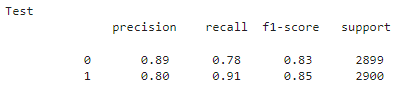 Test
precision recall f1-score support
0 0.89 0.78 0.83 2899
1 0.80 0.91 0.85 2900